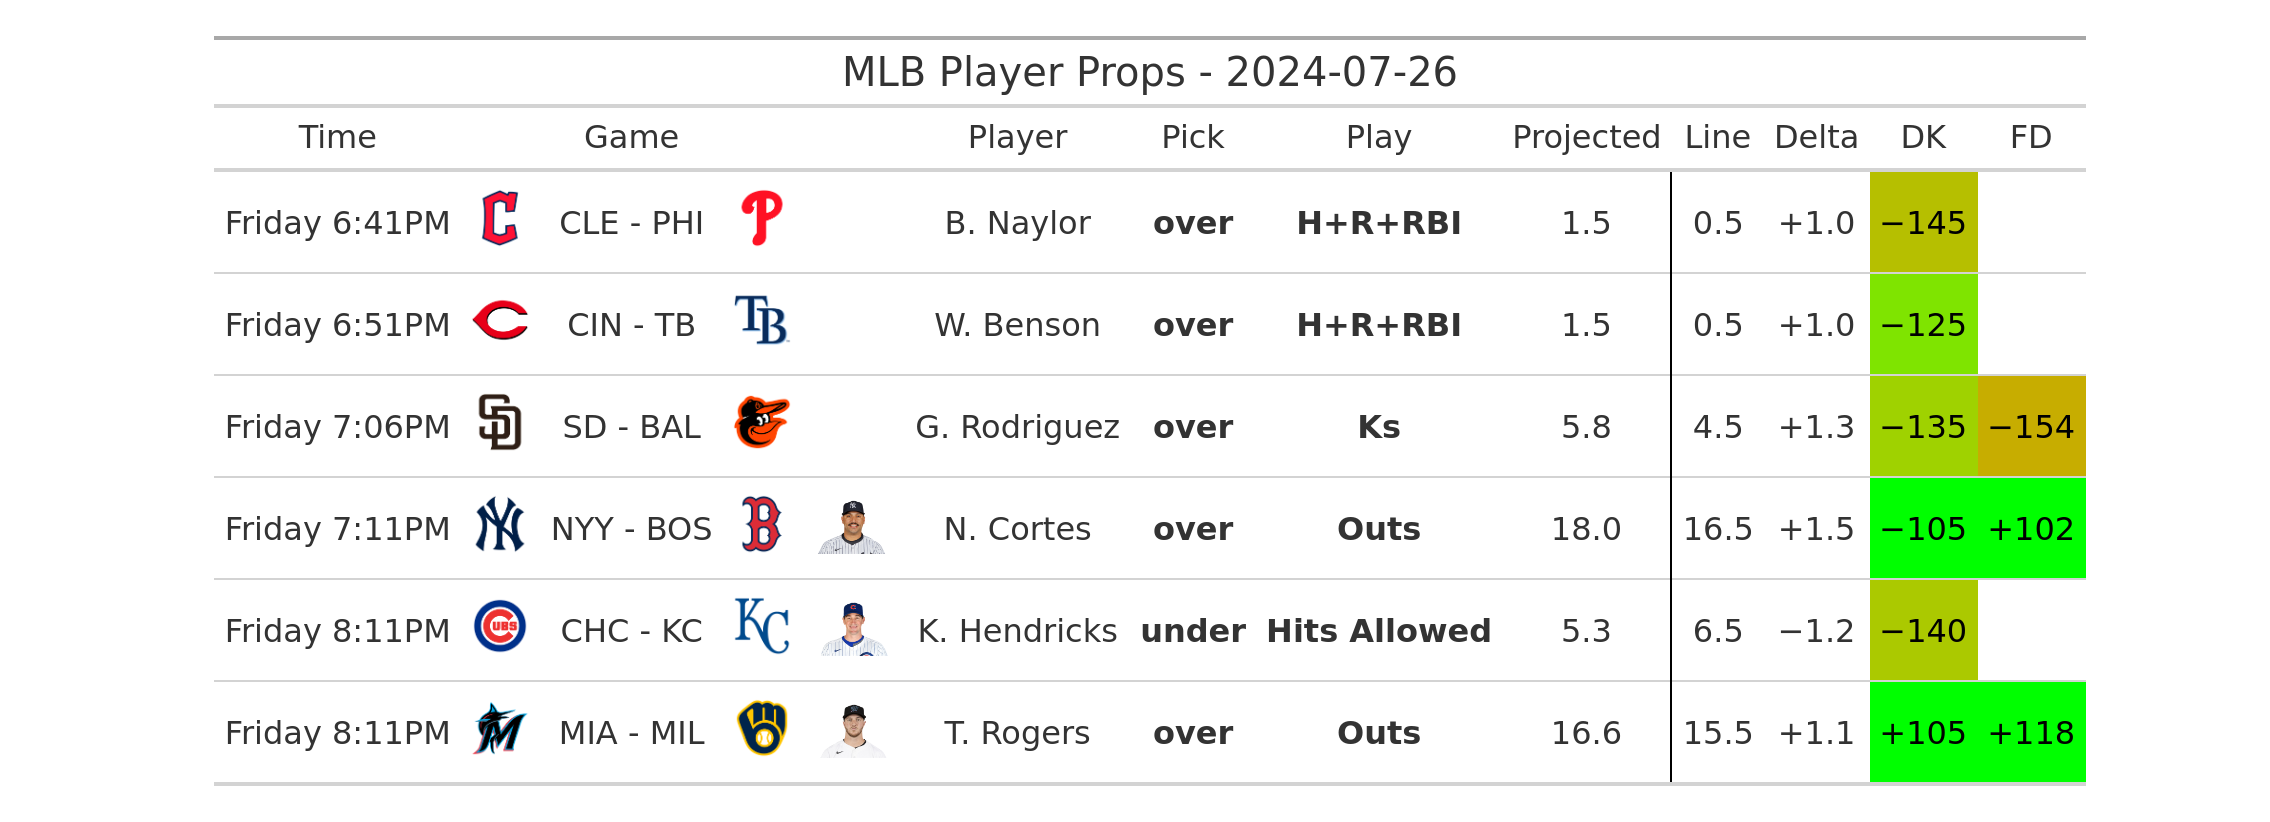 MLB Player Props - 2024-07-26
Time Game Player Pick Play Projected Line Delta DK FD
Friday 6:41PM C CLE - PHI P B. Naylor over H+R+RBI 1.5 0.5 +1.0 −145
Friday 6:51PM C CIN - TB TB W. Benson over H+R+RBI 1.5 0.5 +1.0 −125
Friday 7:06PM SD SD - BAL G. Rodriguez over Ks 5.8 4.5 +1.3 −135 −154
Friday 7:11PM NY NYY - BOS B N. Cortes over Outs 18.0 16.5 +1.5 −105 +102
Friday 8:11PM CUBS CHC - KC KC K. Hendricks under Hits Allowed 5.3 6.5 −1.2 −140
Friday 8:11PM M MIA - MIL T. Rogers over Outs 16.6 15.5 +1.1 +105 +118